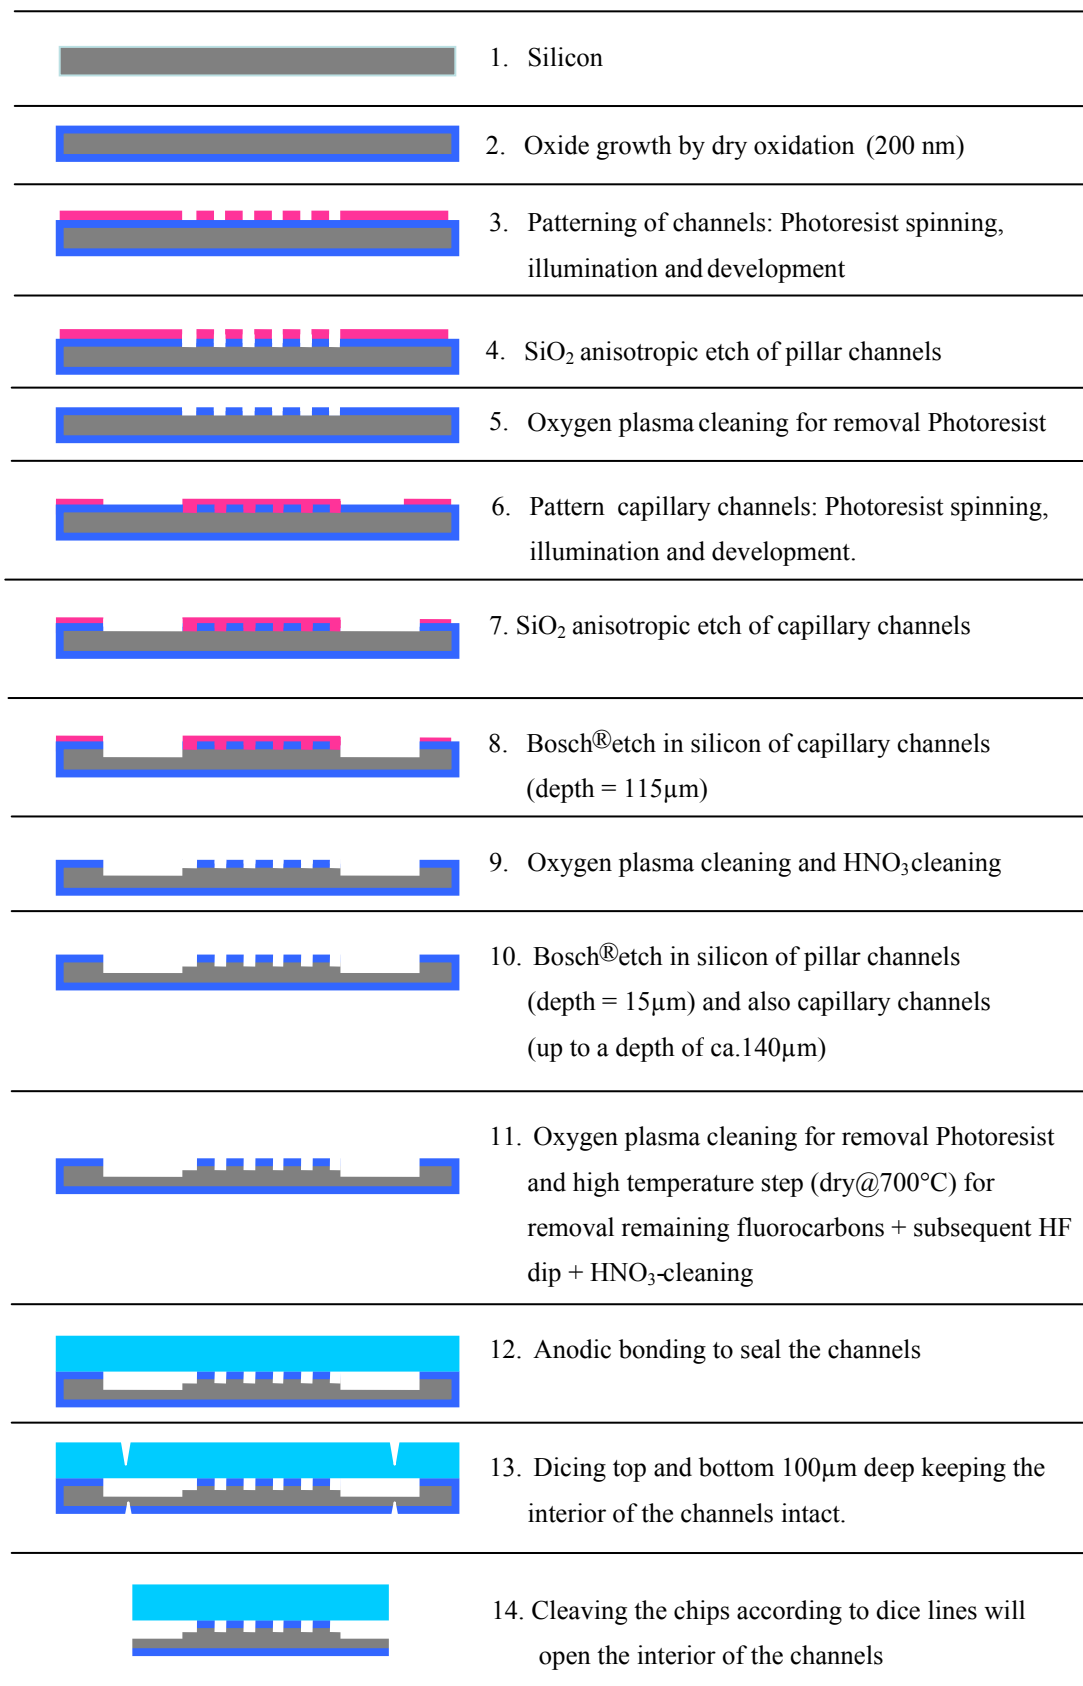 1. Silicon
2. Oxide growth by dry oxidation (200 nm)
3. Patterning of channels: Photoresist spinning,
illumination and development
4. SiO₂ anisotropic etch of pillar channels
5. Oxygen plasma cleaning for removal Photoresist
6. Pattern capillary channels: Photoresist spinning,
illumination and development.
7. SiO₂ anisotropic etch of capillary channels
8. Bosch®etch in silicon of capillary channels
(depth = 115µm)
9. Oxygen plasma cleaning and HNO₃ cleaning
10. Bosch®etch in silicon of pillar channels
(depth = 15µm) and also capillary channels
(up to a depth of ca.140µm)
11. Oxygen plasma cleaning for removal Photoresist
and high temperature step (dry@700°C) for
removal remaining fluorocarbons + subsequent HF
dip + HNO₃-cleaning
12. Anodic bonding to seal the channels
13. Dicing top and bottom 100µm deep keeping the
interior of the channels intact.
14. Cleaving the chips according to dice lines will
open the interior of the channels